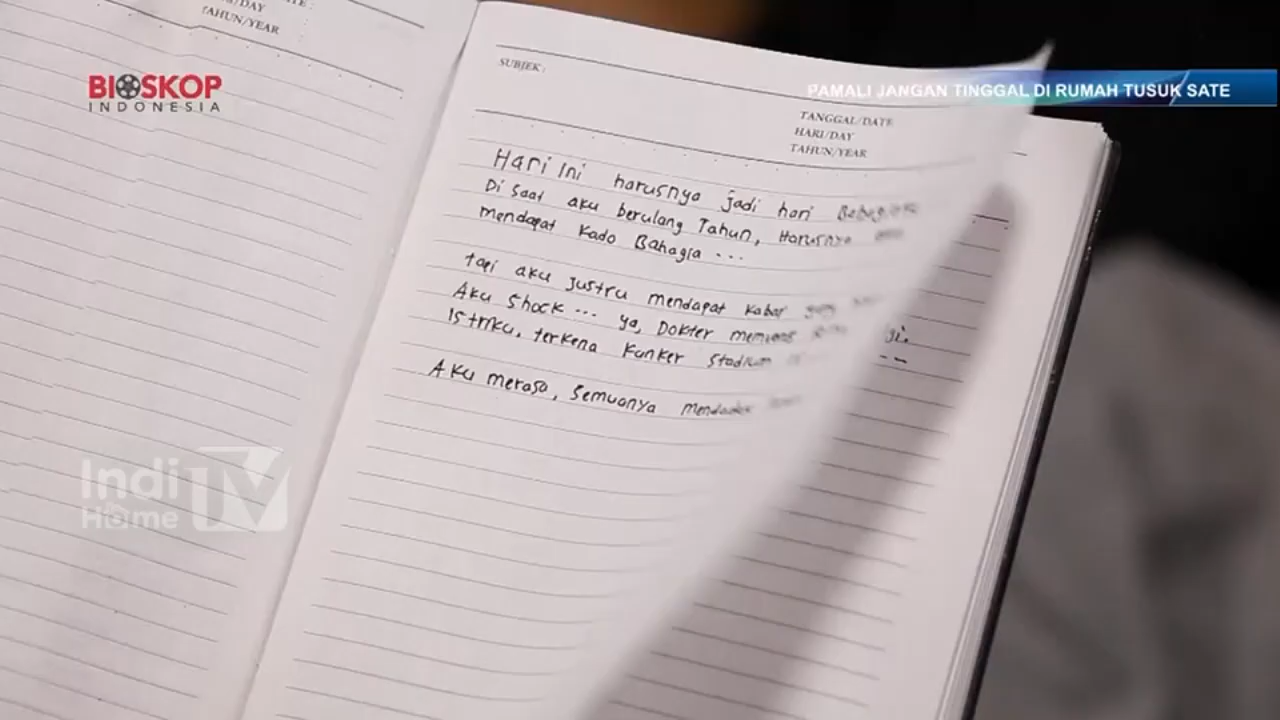 BIOSKOP
INDONESIA
PAMALI JANGAN TINGGAL DI RUMAH TUSUK SATE
TAHUN/YEAR
SUBJEK :
TANGGAL/DATE
HARI/DAY
TAHUN/YEAR
Hari Ini harusnya jadi hari
Di Saat aku berulang Tahun, Harusnya
mendapat Kado Bahagia ...
tapi aku justru mendapat Kabar
Aku Shock ... ya, Dokter
Istriku, terkena Kanker Stadium
Aku merasa, Semuanya
Indi
Home
TV